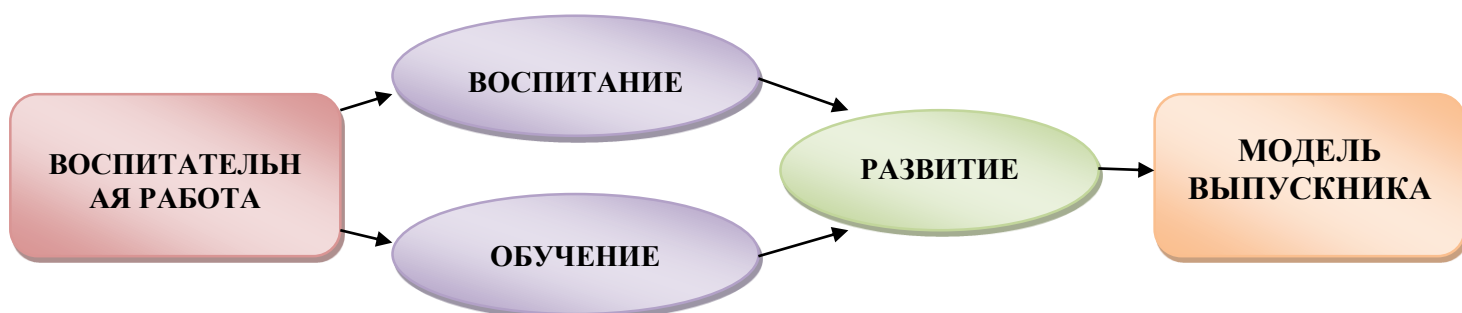 ВОСПИТАТЕЛЬН
АЯ РАБОТА
ВОСПИТАНИЕ
ОБУЧЕНИЕ
РАЗВИТИЕ
МОДЕЛЬ
ВЫПУСКНИКА